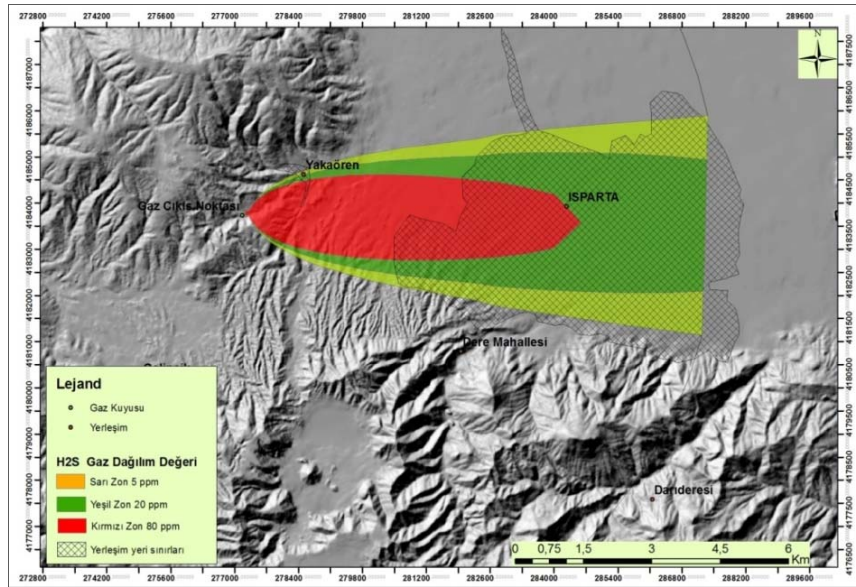 272800 274200 275600 277000 278400 279800 281200 282600 284000 285400 286800 288200 289600
N
4187000 4186000 4185000 4184000 4183000 4182000 4181000 4180000 4179000 4178000 4177000
4187500 4186500 4185500 4184500 4183500 4182500 4181500 4180500 4179500 4178500 4177500 4176500
Yakaören
Gaz Çıkış Noktası
ISPARTA
Dere Mahallesi
Darıderesi
Lejand
Gaz Kuyusu
Yerleşim
H2S Gaz Dağılım Değeri
Sarı Zon 5 ppm
Yeşil Zon 20 ppm
Kırmızı Zon 80 ppm
Yerleşim yeri sınırları
0 0,75 1,5 3 4,5 6
Km
272800 274200 275600 277000 278400 279800 281200 282600 284000 285400 286800 288200 289600